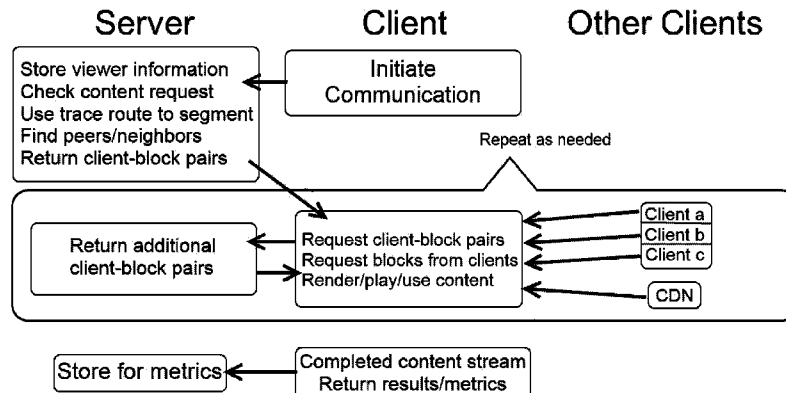 Server
Client
Other Clients
Store viewer information
Check content request
Use trace route to segment
Find peers/neighbors
Return client-block pairs
Initiate
Communication
Repeat as needed
Return additional
client-block pairs
Request client-block pairs
Request blocks from clients
Render/play/use content
Client a
Client b
Client c
CDN
Store for metrics
Completed content stream
Return results/metrics